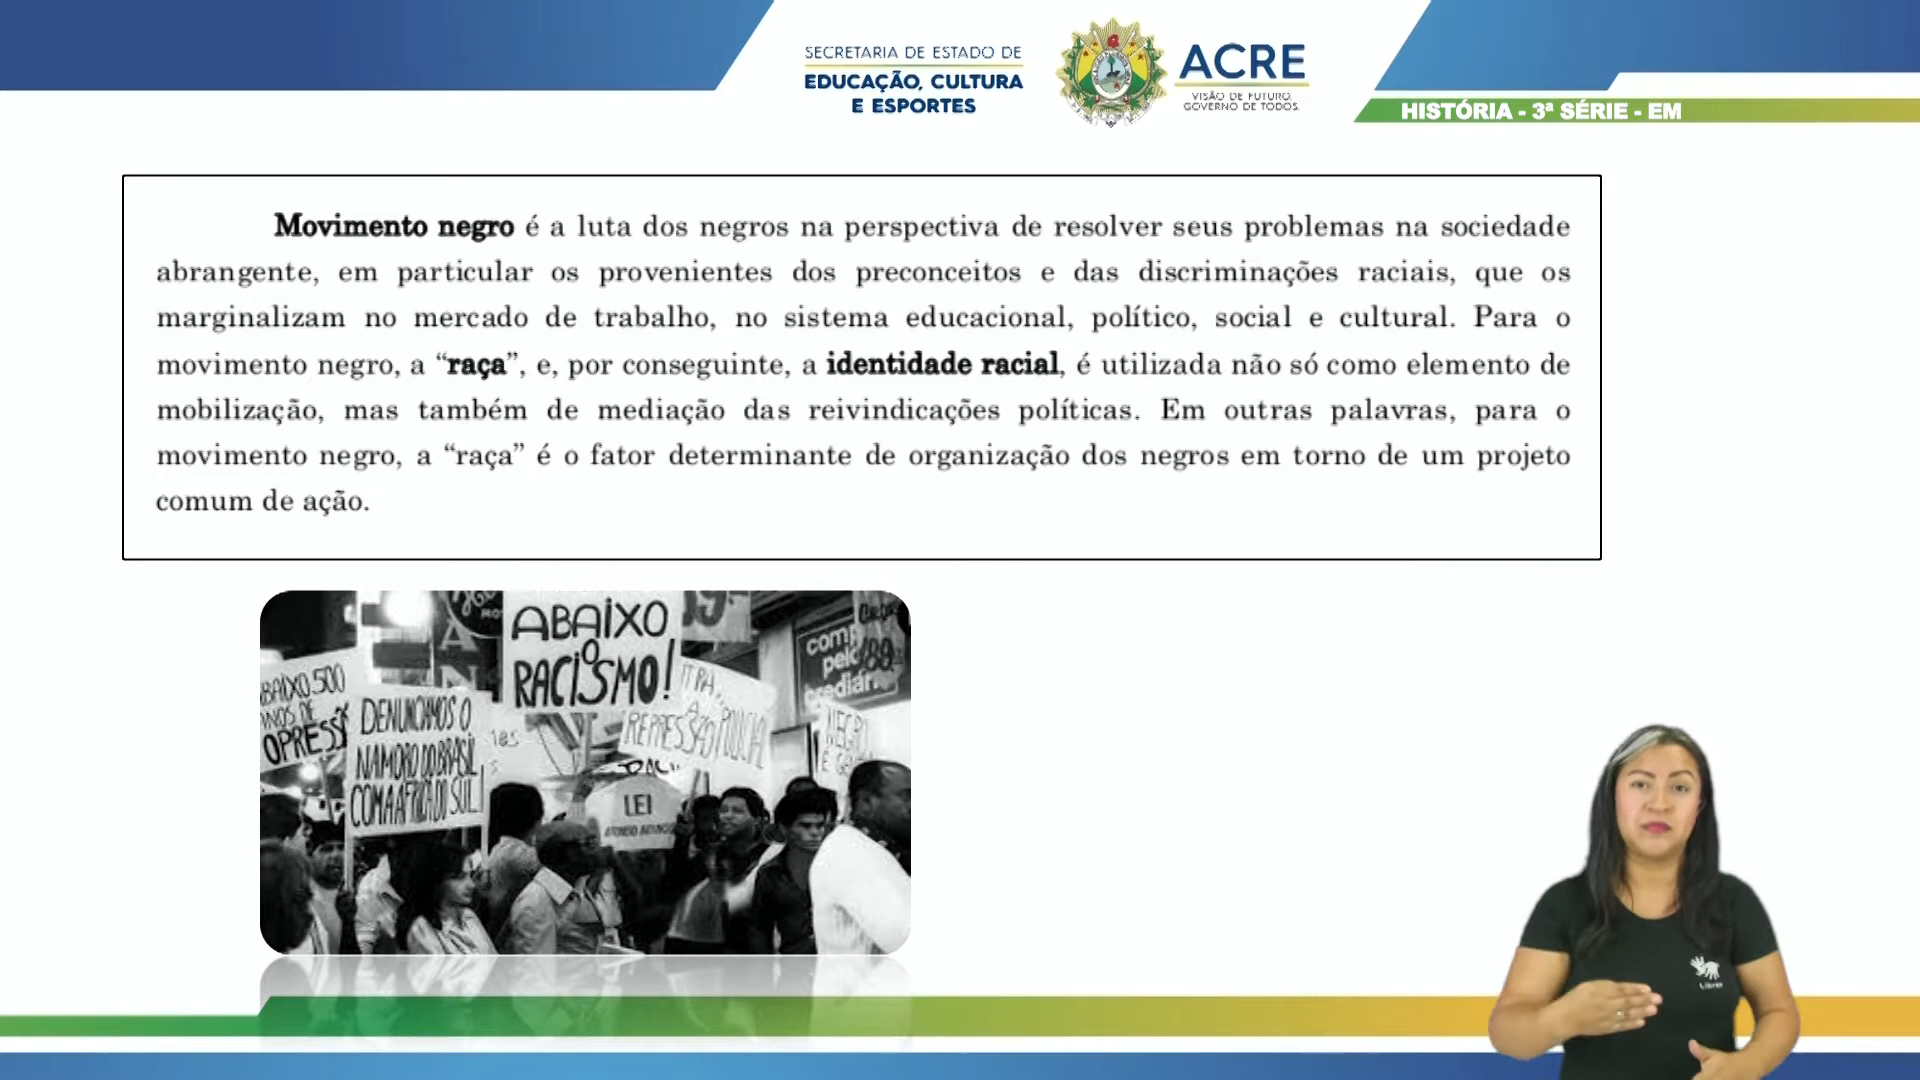 SECRETARIA DE ESTADO DE
EDUCAÇÃO, CULTURA
E ESPORTES
ACRE
VISÃO DE FUTURO.
GOVERNO DE TODOS.
HISTÓRIA - 3ª SÉRIE - EM
Movimento negro é a luta dos negros na perspectiva de resolver seus problemas na sociedade
abrangente, em particular os provenientes dos preconceitos e das discriminações raciais, que os
marginalizam no mercado de trabalho, no sistema educacional, político, social e cultural. Para o
movimento negro, a “raça”, e, por conseguinte, a identidade racial, é utilizada não só como elemento de
mobilização, mas também de mediação das reivindicações políticas. Em outras palavras, para o
movimento negro, a “raça” é o fator determinante de organização dos negros em torno de um projeto
comum de ação.
ABAIXO
O
RACISMO!
500
DENUNCIAMOS O
NAMORO DO BRASIL
COM A AFRICA DO SUL!
A
REPRESSÃO POLICIAL
LEI
Libras